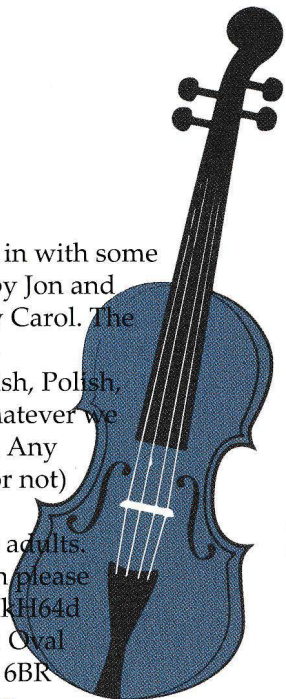 in with some
by Jon and
Carol. The
ish, Polish,
hatever we
Any
or not)
adults.
please
kH64d
Oval
6BR